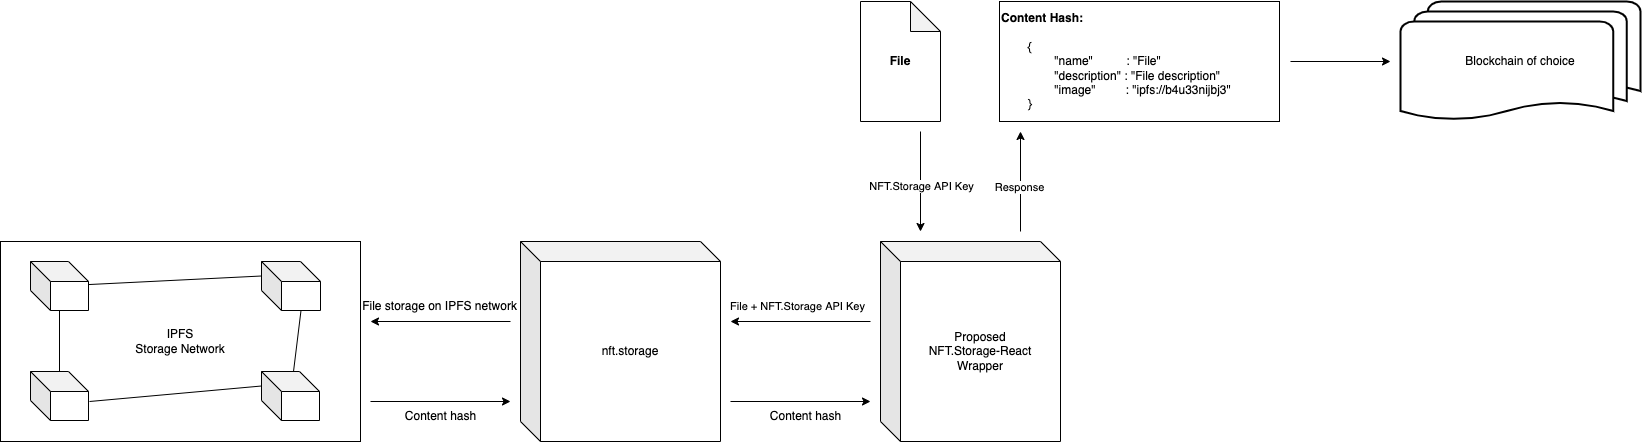 File
Content Hash:
{
"name" : "File"
"description" : "File description"
"image" : "ipfs://b4u33nijbj3"
}
Blockchain of choice
NFT.Storage API Key
Response
IPFS
Storage Network
File storage on IPFS network
Content hash
nft.storage
File + NFT.Storage API Key
Content hash
Proposed
NFT.Storage-React
Wrapper